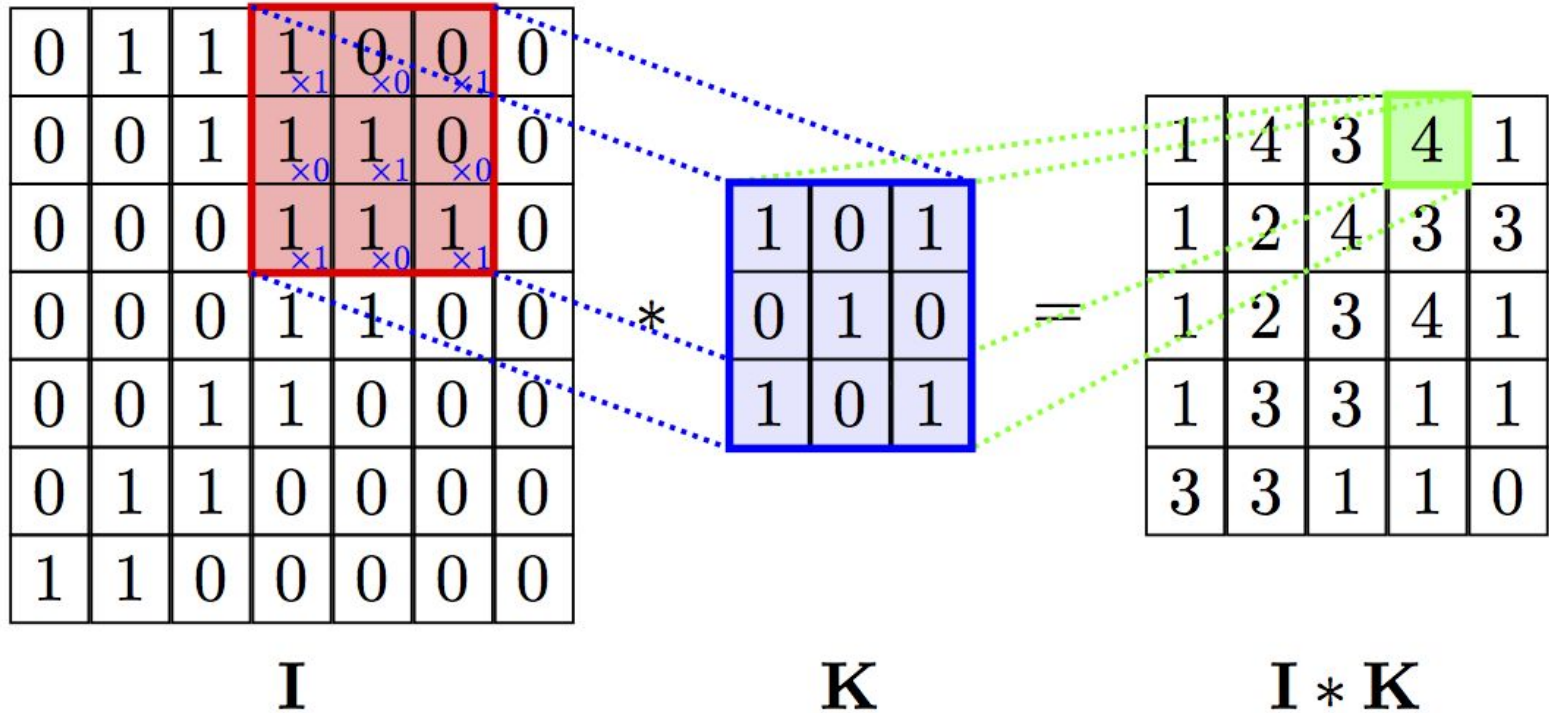 0 1 1 1×1 0×0 0×1 0
0 0 1 1×0 1×1 0×0 0
0 0 0 1×1 1×0 1×1 0
0 0 0 1 1 0 0
0 0 1 1 0 0 0
0 1 1 0 0 0 0
1 1 0 0 0 0 0
I
*
1 0 1
0 1 0
1 0 1
K
=
1 4 3 4 1
1 2 4 3 3
1 2 3 4 1
1 3 3 1 1
3 3 1 1 0
I * K